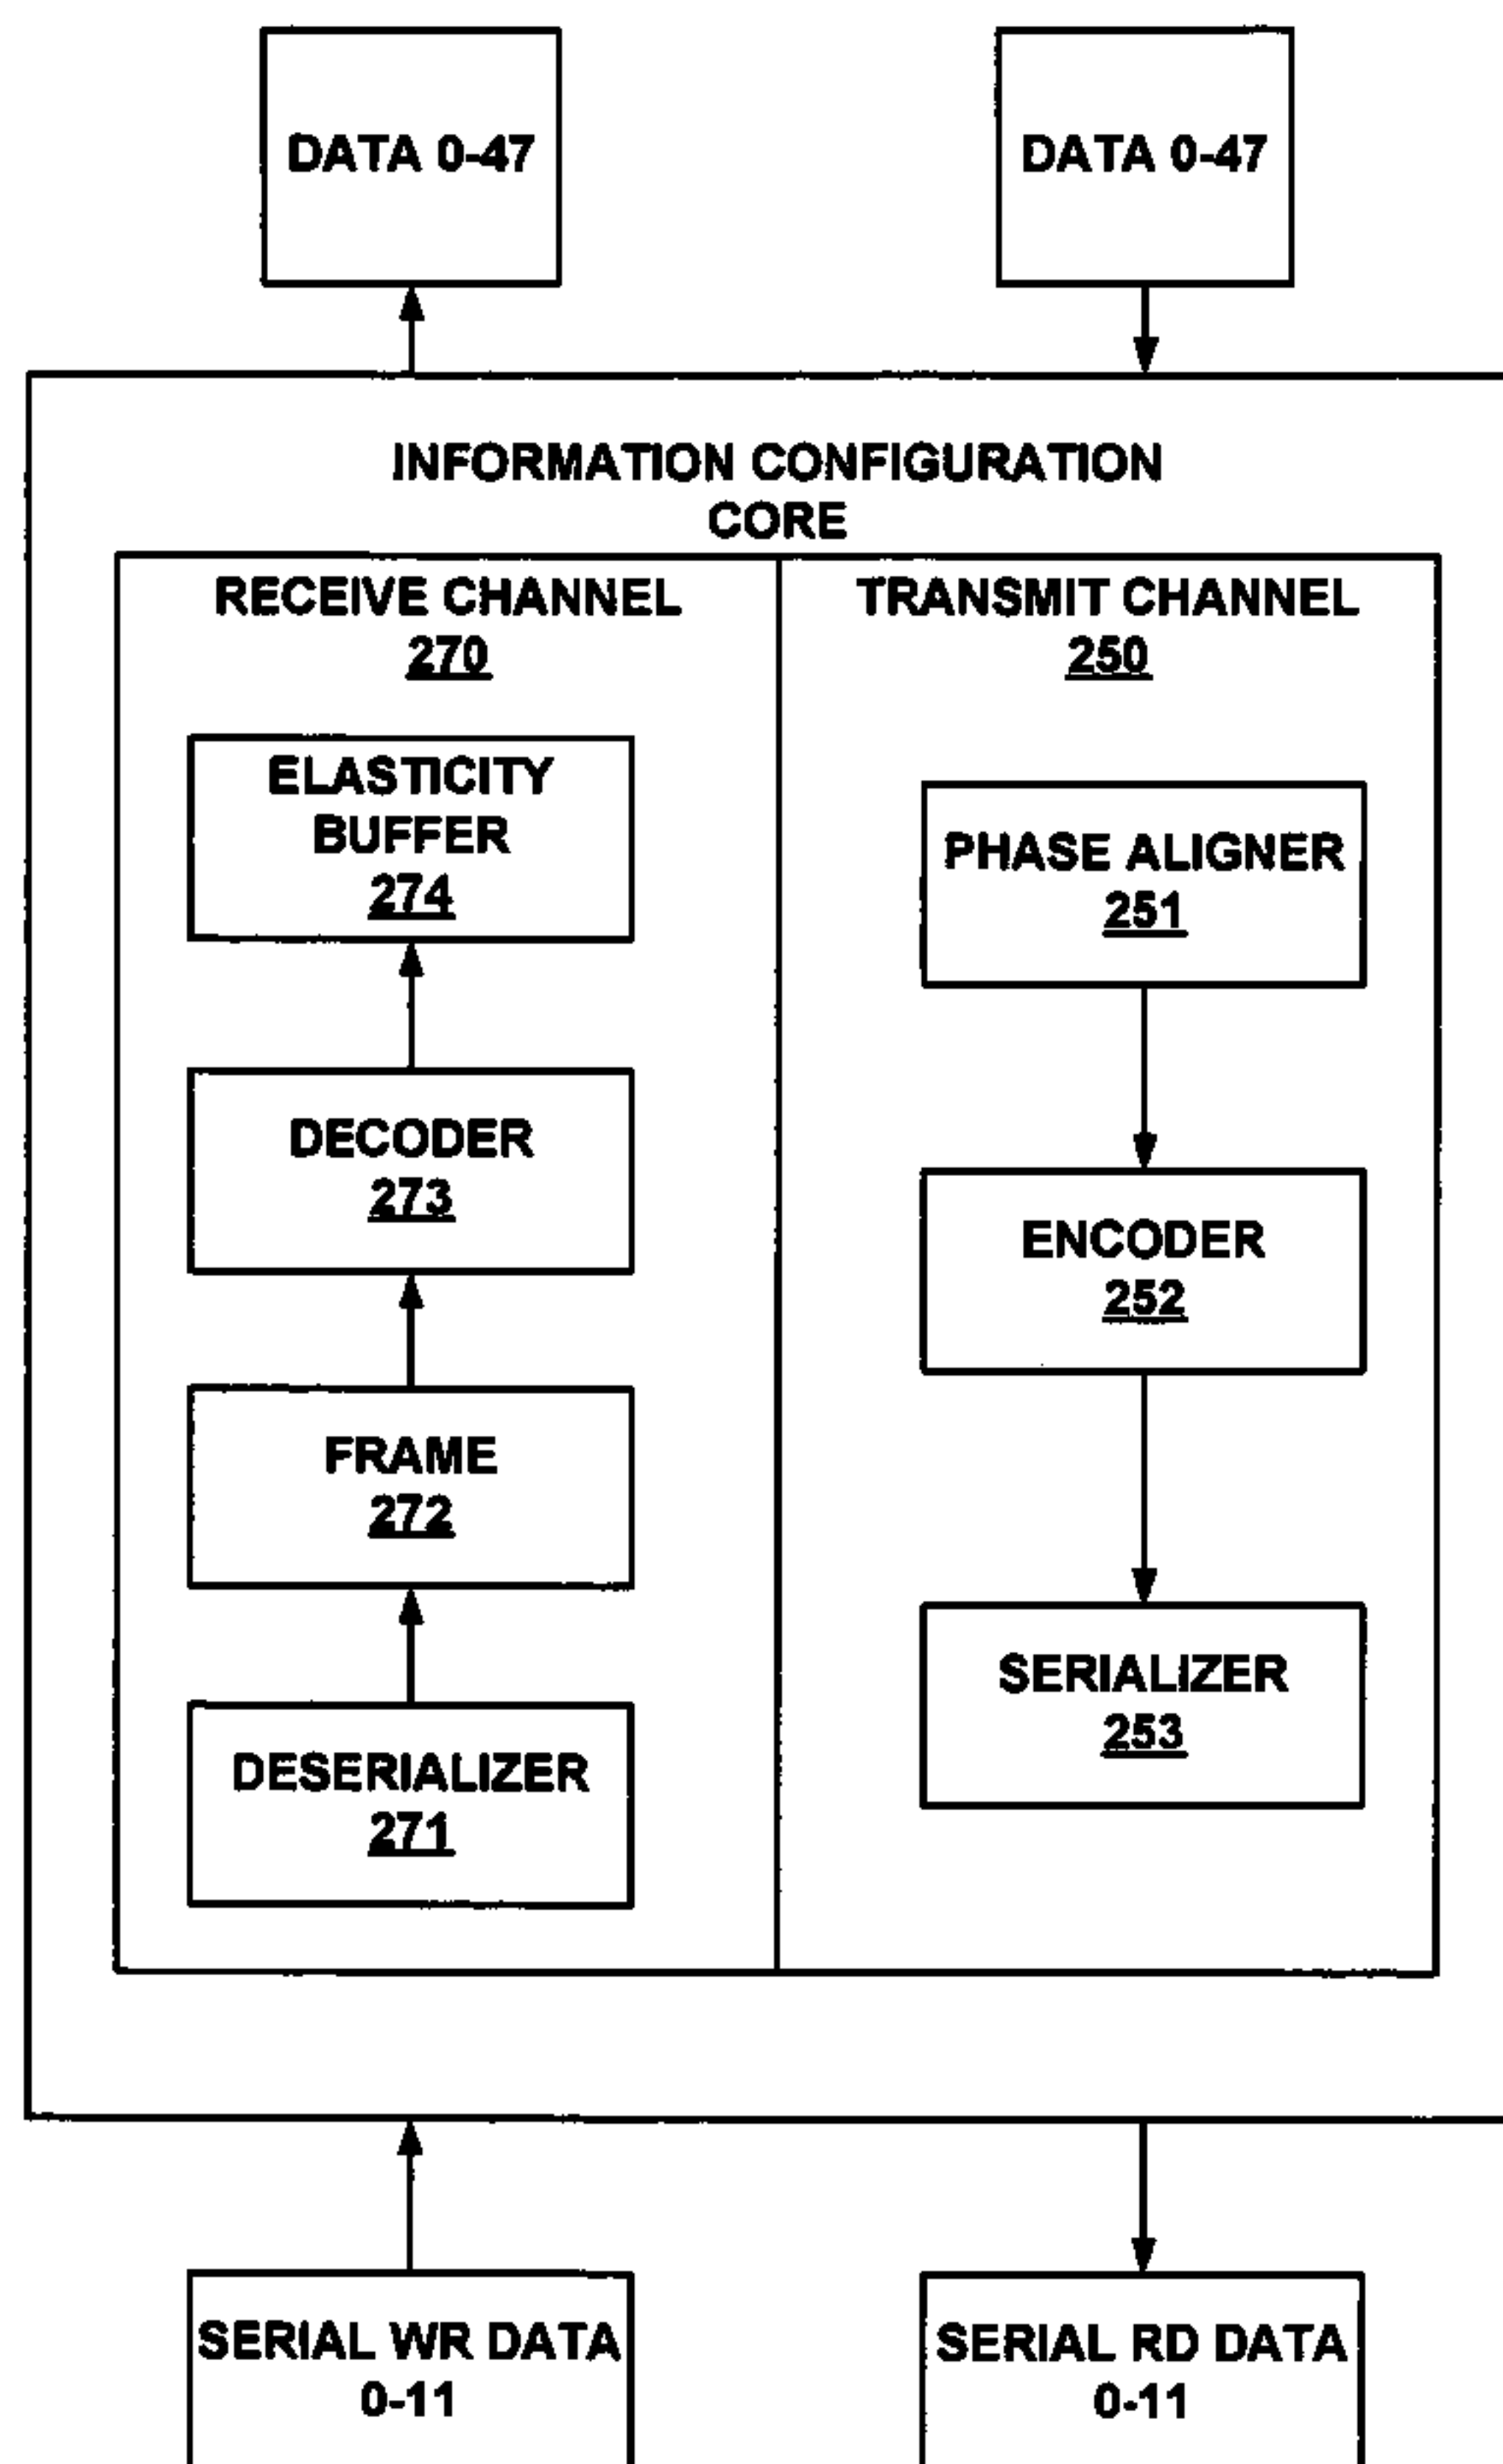 DATA 0-47
DATA 0-47
INFORMATION CONFIGURATION
CORE
RECEIVE CHANNEL
270
ELASTICITY
BUFFER
274
DECODER
273
FRAME
272
DESERIALIZER
271
TRANSMIT CHANNEL
250
PHASE ALIGNER
251
ENCODER
252
SERIALIZER
253
SERIAL WR DATA
0-11
SERIAL RD DATA
0-11